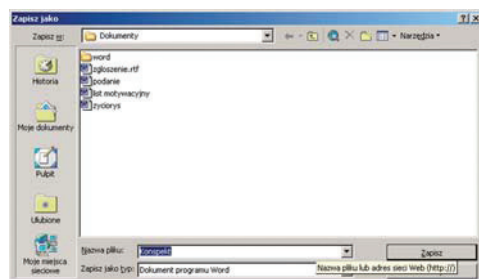 Zapisz jako
Zapisz w: Dokumenty Narzędzia
word
zgloszenie.rtf
podanie
list motywacyjny
zyciorys
Historia
Moje dokumenty
Pulpit
Ulubione
Moje miejsca
sieciowe
Nazwa pliku: Konspekt Zapisz
Zapisz jako typ: Dokument programu Word
Nazwa pliku lub adres sieci Web (http://)